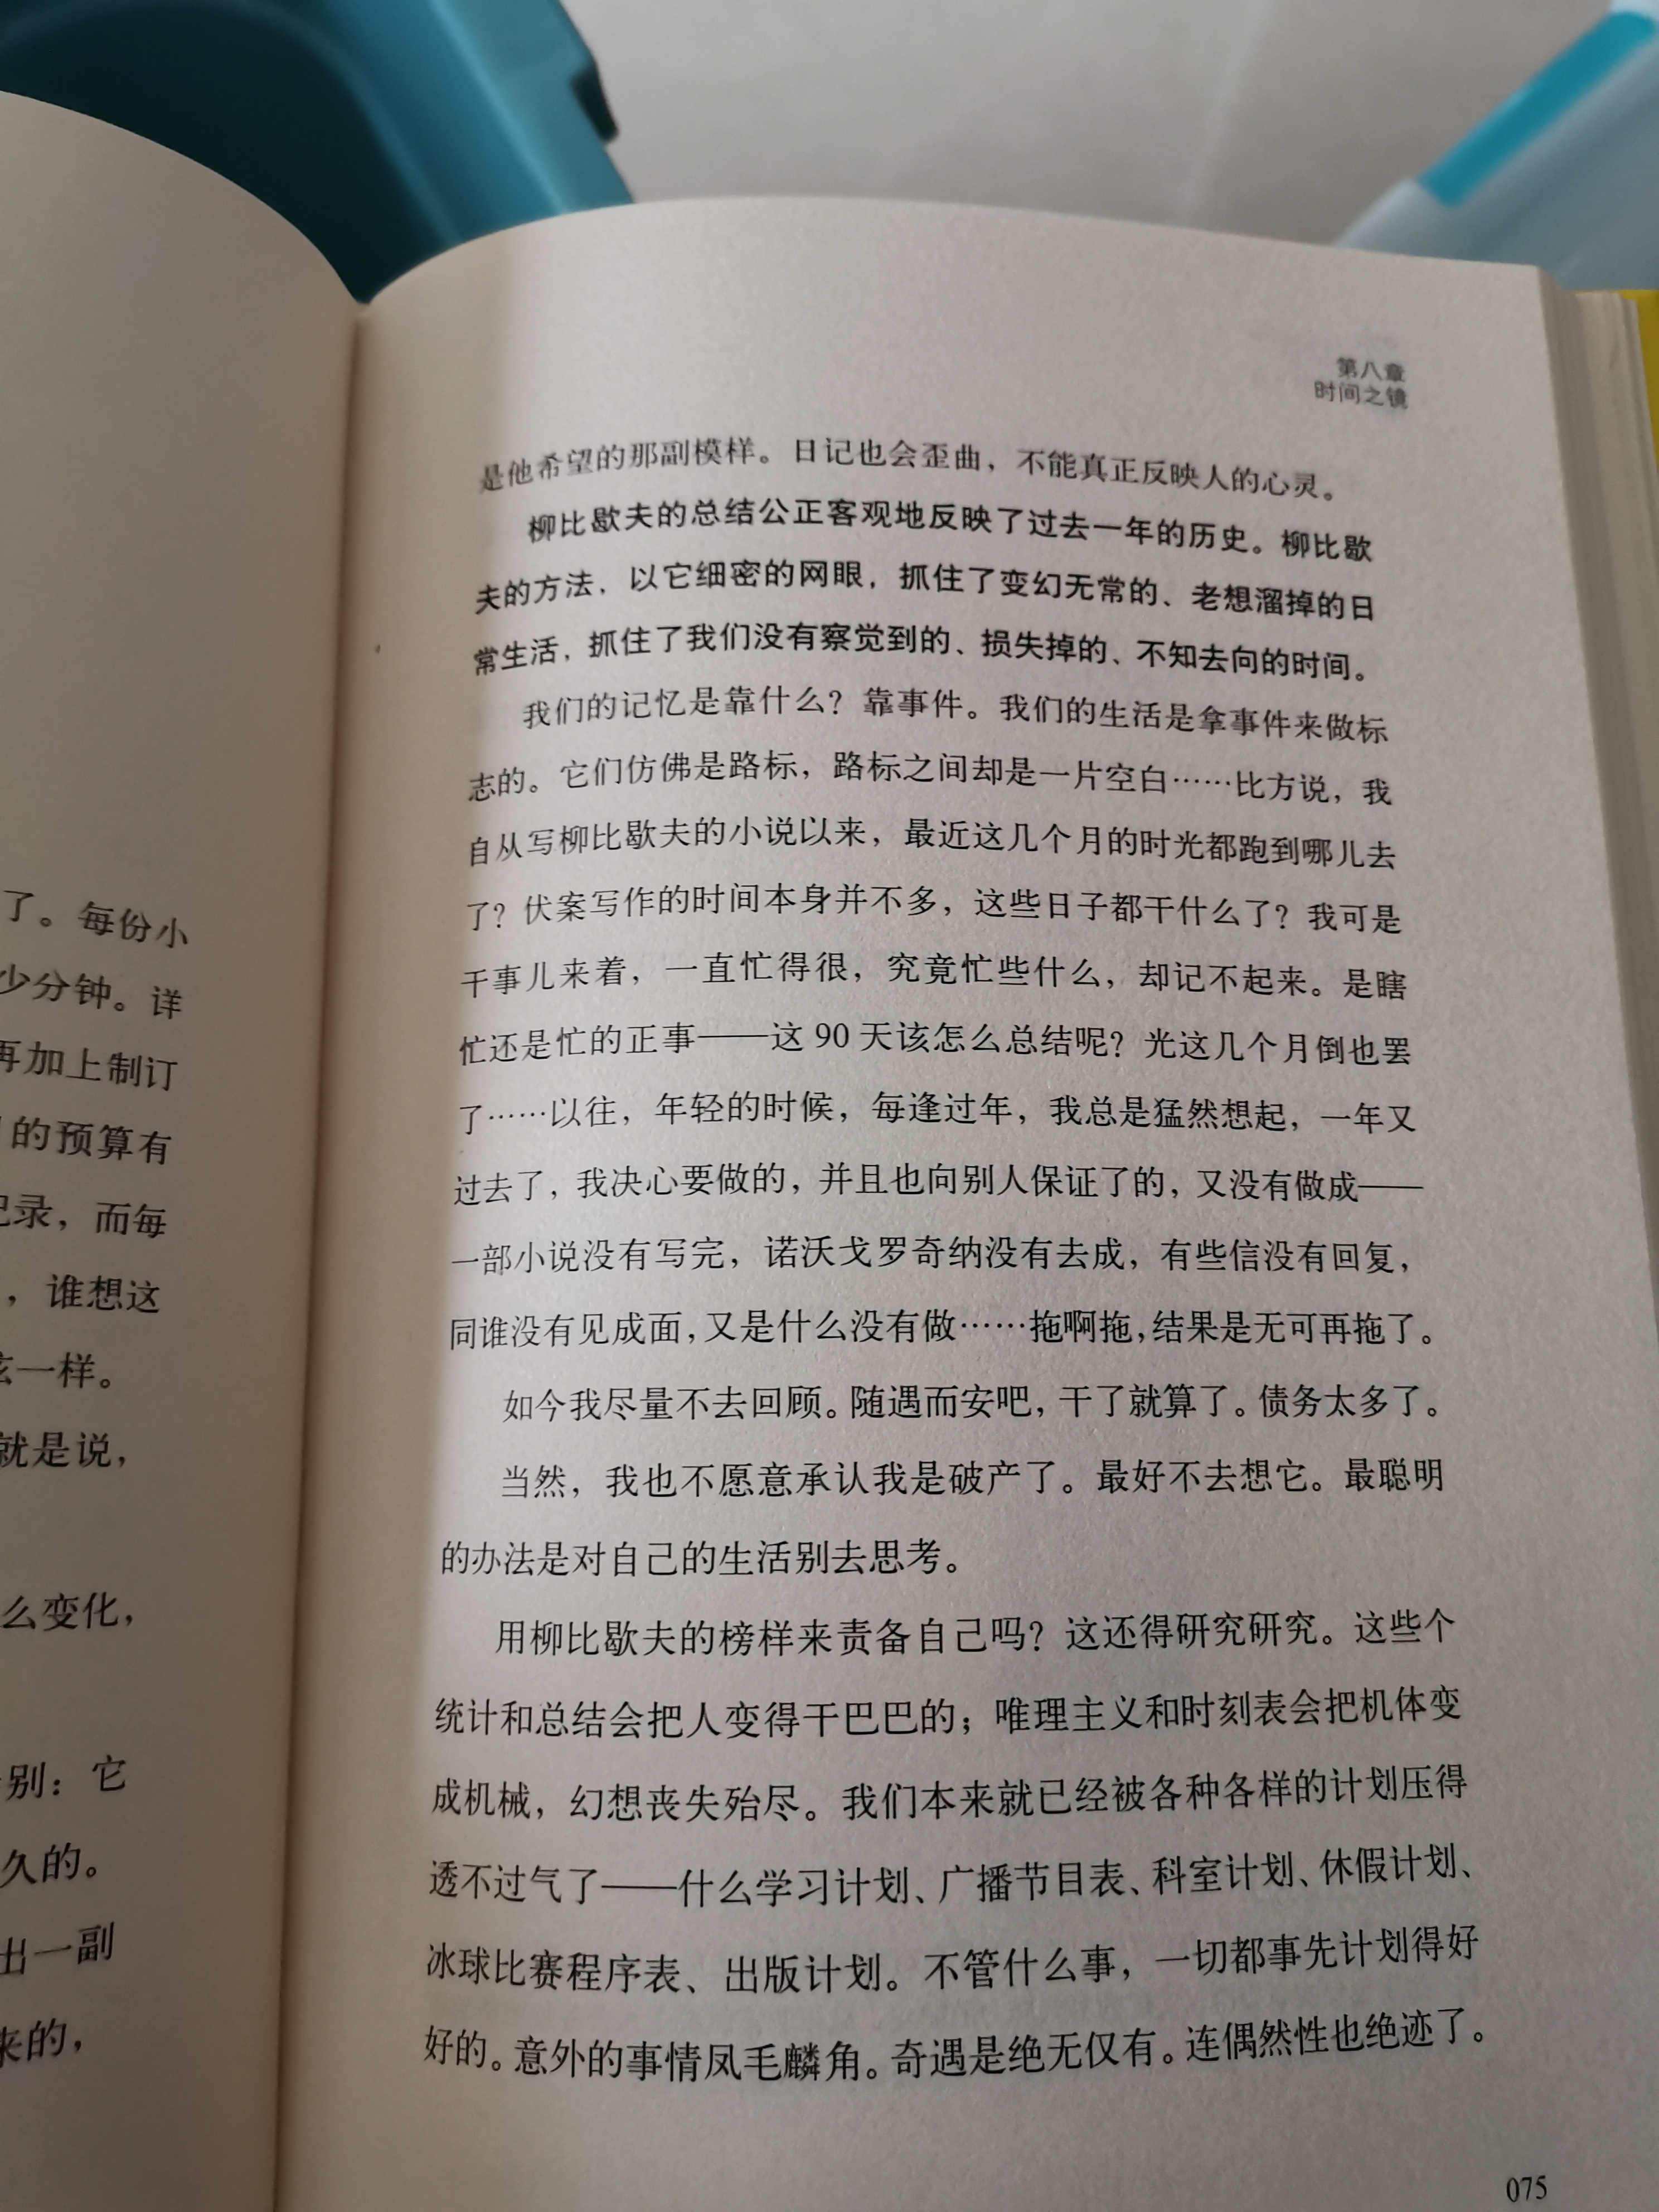 了。每份小
少分钟。详
再加上制订
的预算有
记录，而每
，谁想这
一样。
就是说，
么变化，
别：它
久的。
出一副
来的，
第八章
时间之镜
是他希望的那副模样。日记也会歪曲，不能真正反映人的心灵。
柳比歇夫的总结公正客观地反映了过去一年的历史。柳比歇
夫的方法，以它细密的网眼，抓住了变幻无常的、老想溜掉的日
常生活，抓住了我们没有察觉到的、损失掉的、不知去向的时间。
我们的记忆是靠什么？靠事件。我们的生活是拿事件来做标
志的。它们仿佛是路标，路标之间却是一片空白……比方说，我
自从写柳比歇夫的小说以来，最近这几个月的时光都跑到哪儿去
了？伏案写作的时间本身并不多，这些日子都干什么了？我可是
干事儿来着，一直忙得很，究竟忙些什么，却记不起来。是瞎
忙还是忙的正事——这 90 天该怎么总结呢？光这几个月倒也罢
了……以往，年轻的时候，每逢过年，我总是猛然想起，一年又
过去了，我决心要做的，并且也向别人保证了的，又没有做成——
一部小说没有写完，诺沃戈罗奇纳没有去成，有些信没有回复，
同谁没有见成面，又是什么没有做……拖啊拖，结果是无可再拖了。
如今我尽量不去回顾。随遇而安吧，干了就算了。债务太多了。
当然，我也不愿意承认我是破产了。最好不去想它。最聪明
的办法是对自己的生活别去思考。
用柳比歇夫的榜样来责备自己吗？这还得研究研究。这些个
统计和总结会把人变得干巴巴的；唯理主义和时刻表会把机体变
成机械，幻想丧失殆尽。我们本来就已经被各种各样的计划压得
透不过气了——什么学习计划、广播节目表、科室计划、休假计划、
冰球比赛程序表、出版计划。不管什么事，一切都事先计划得好
好的。意外的事情凤毛麟角。奇遇是绝无仅有。连偶然性也绝迹了。
075